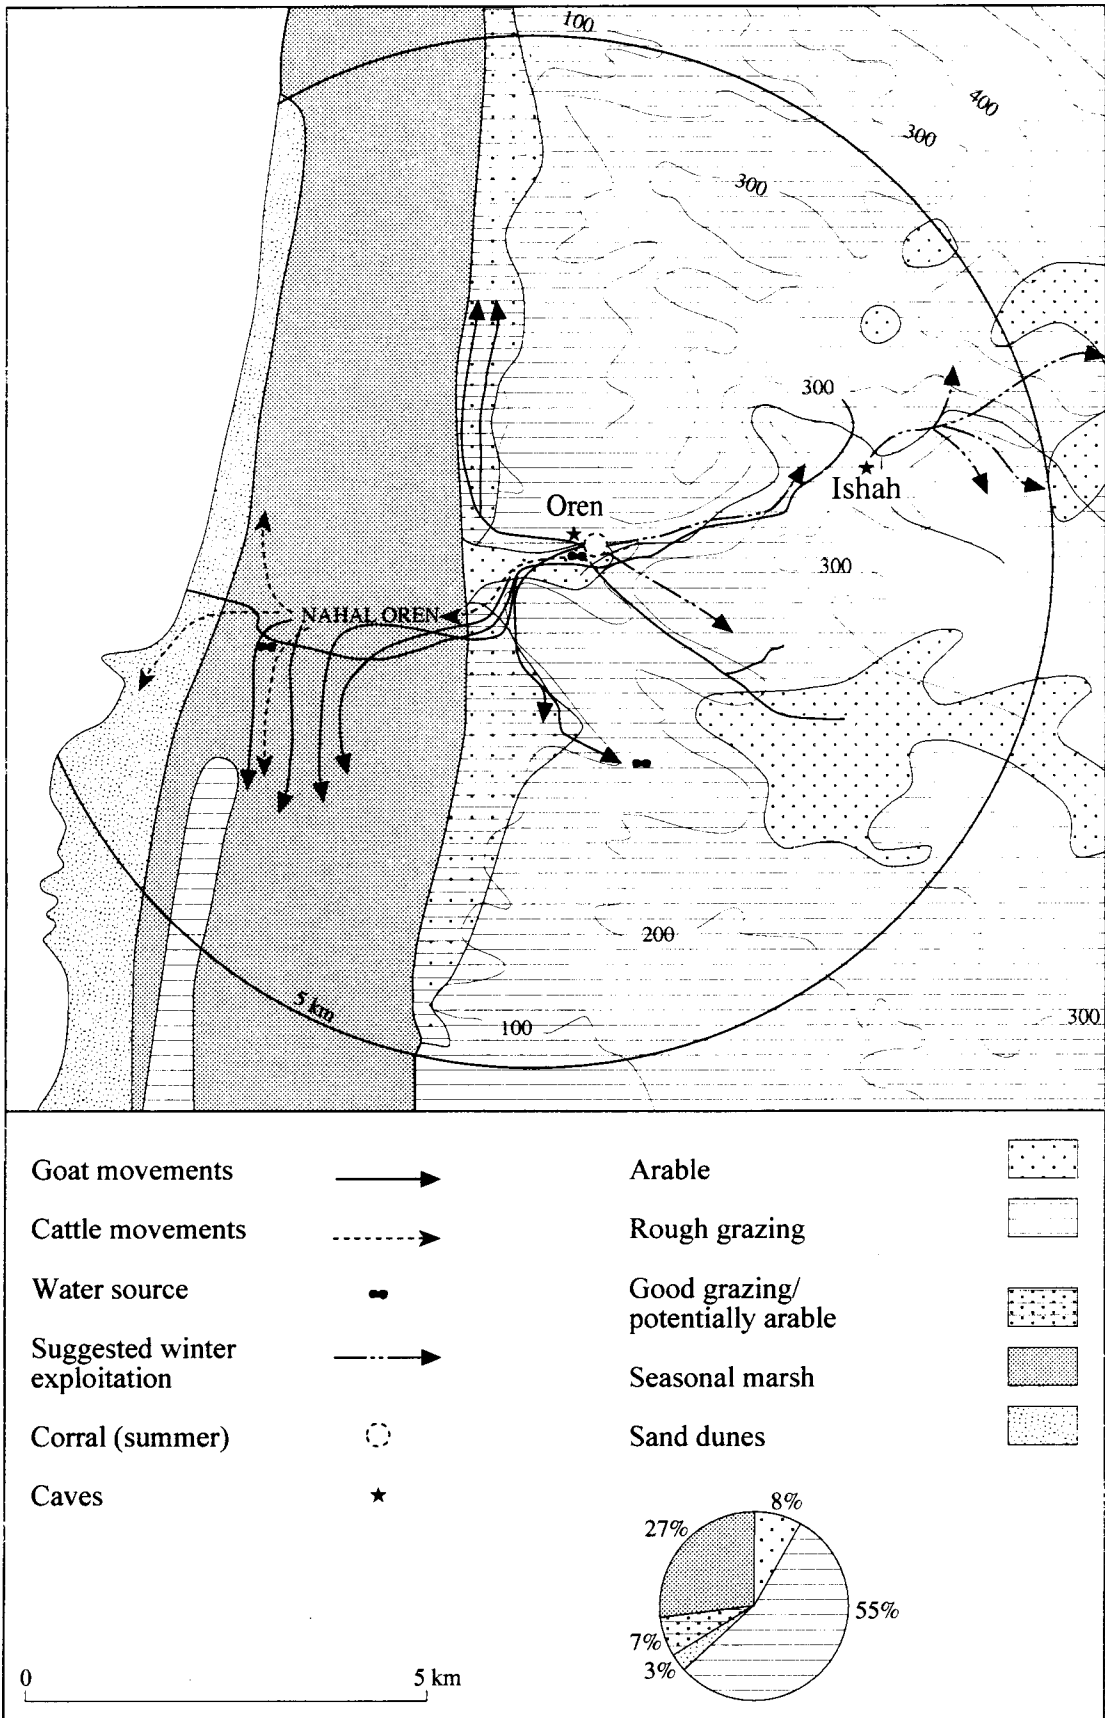 100
400
300
300
300
Ishah
Oren
300
NAHAL OREN
200
5 km
100
300
Goat movements
Cattle movements
Water source
Suggested winter
exploitation
Corral (summer)
Caves
Arable
Rough grazing
Good grazing/
potentially arable
Seasonal marsh
Sand dunes
8%
27%
55%
7%
3%
0
5 km